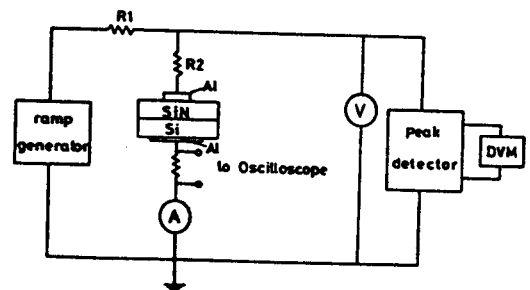 R1
R2
Al
SiN
Si
Al
ramp
generator
to Oscilloscope
V
A
Peak
detector
DVM